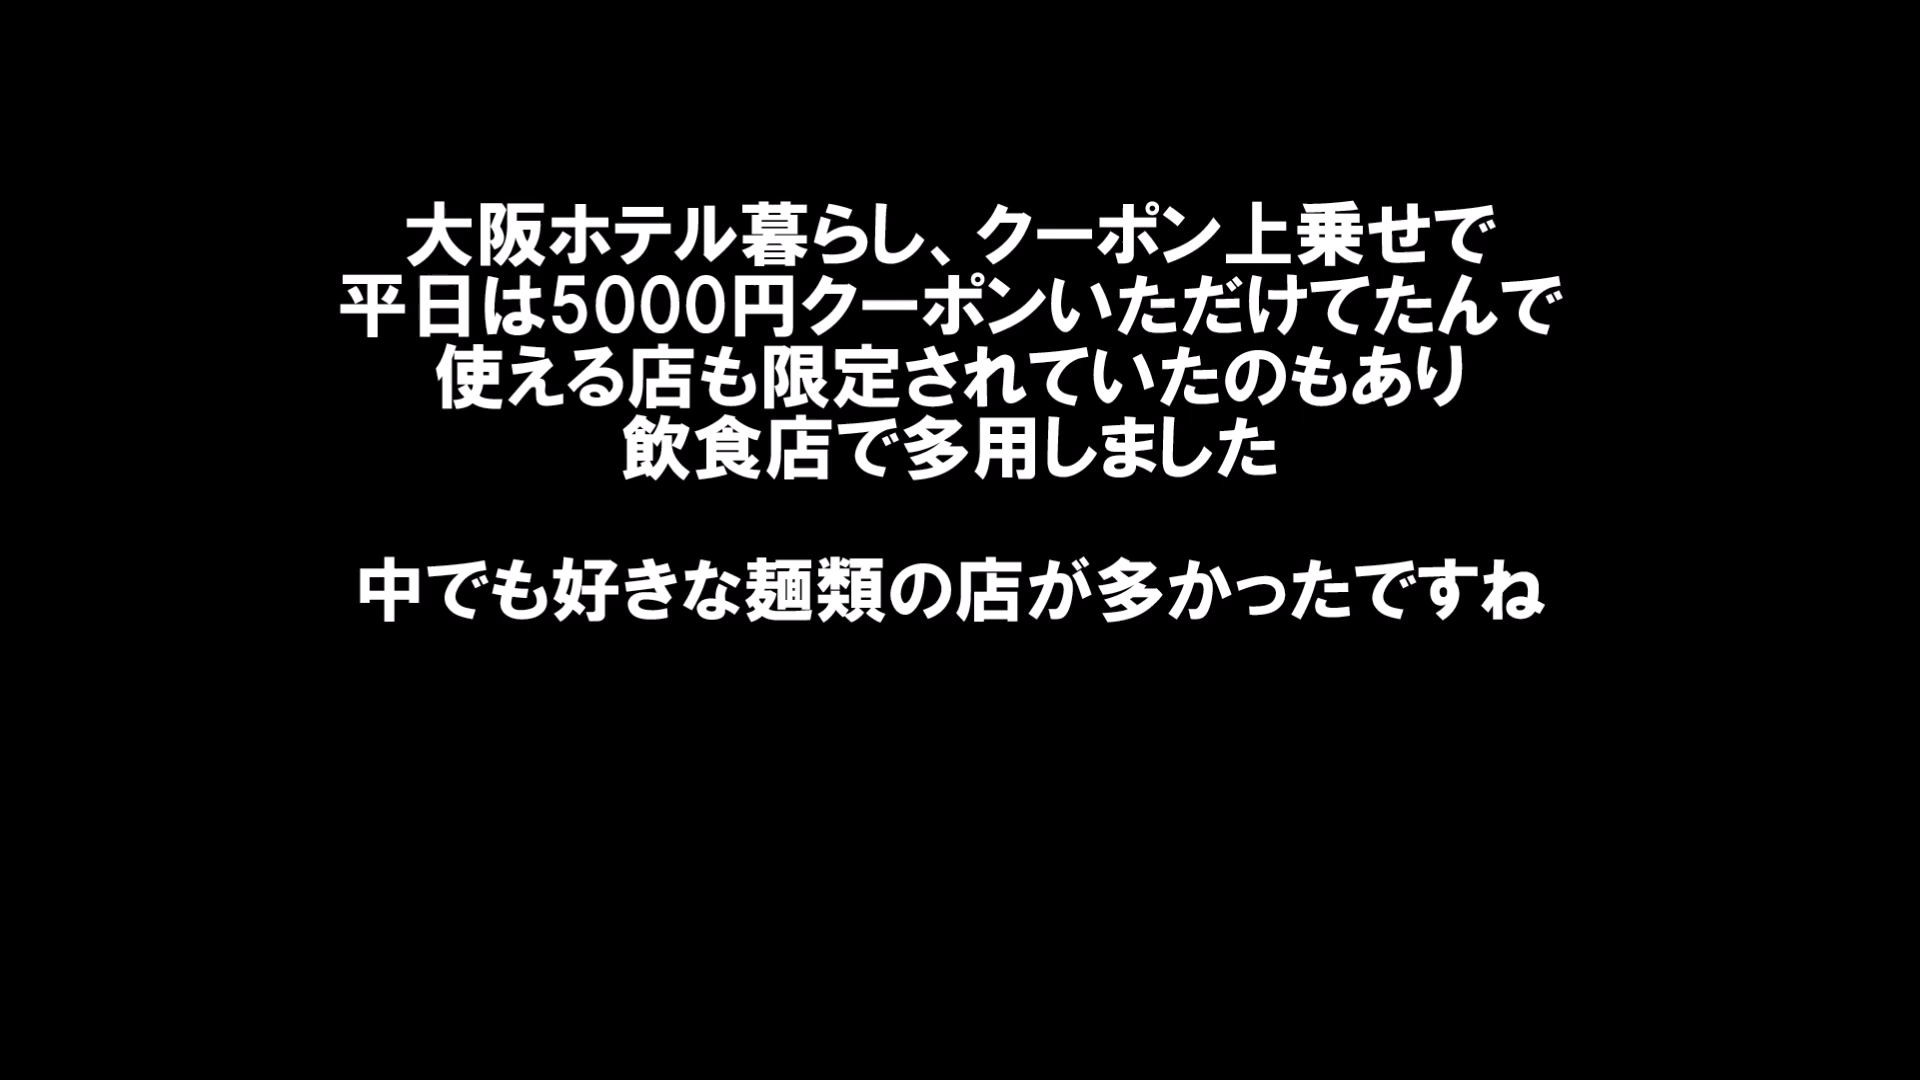 大阪ホテル暮らし、クーポン上乗せで
平日は5000円クーポンいただけてたんで
使える店も限定されていたのもあり
飲食店で多用しました
中でも好きな麺類の店が多かったですね